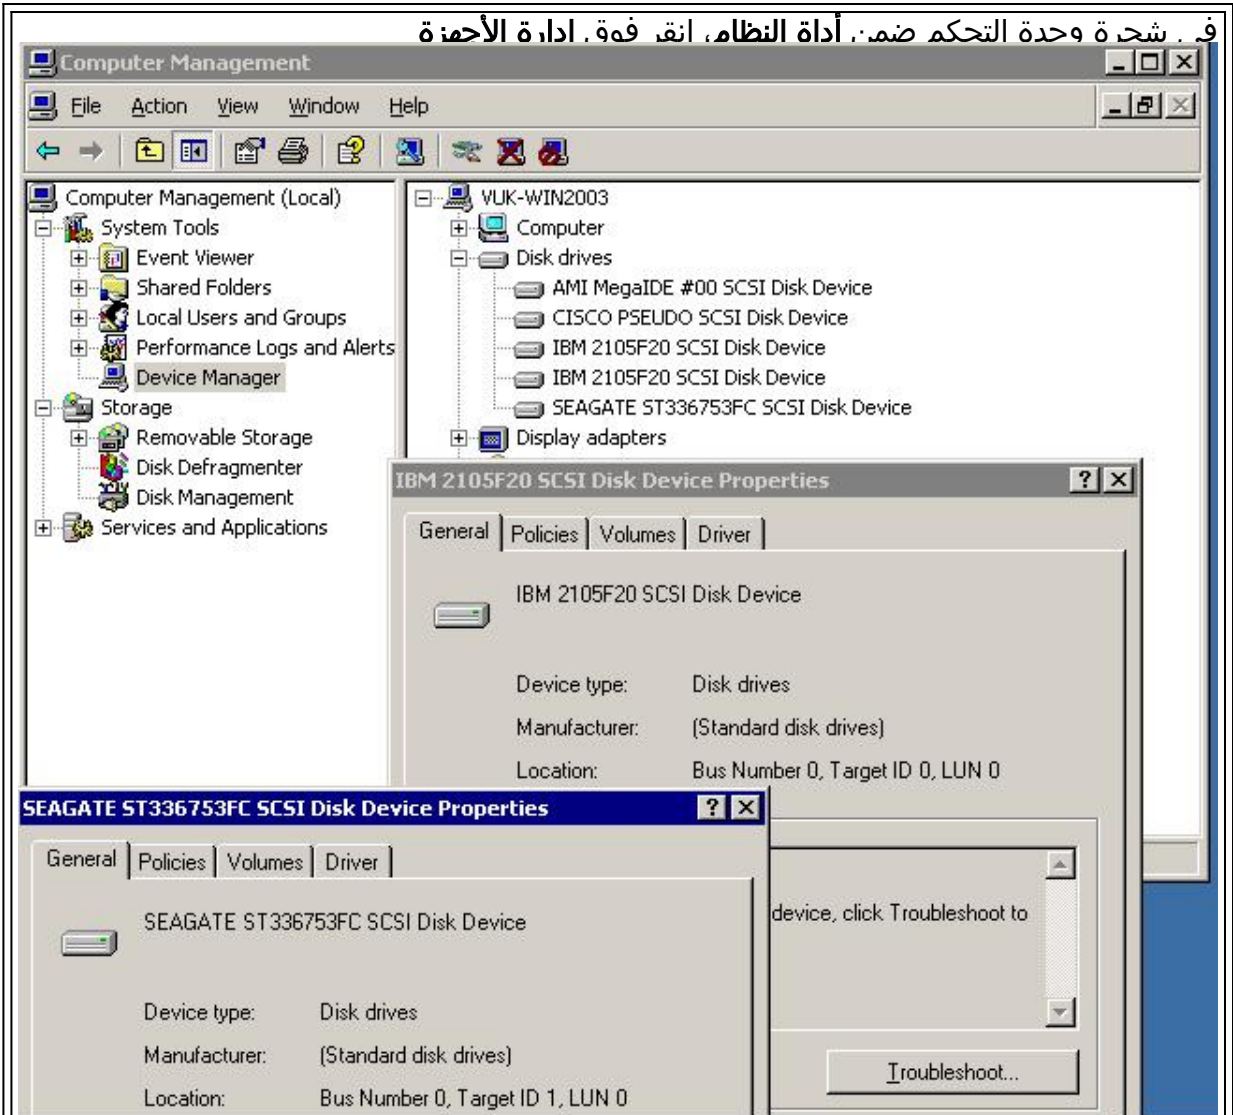 في شجرة وحدة التحكم ضمن أداة النظام، انقر فوق إدارة الأجهزة
Computer Management
File Action View Window Help
Computer Management (Local)
System Tools
Event Viewer
Shared Folders
Local Users and Groups
Performance Logs and Alerts
Device Manager
Storage
Removable Storage
Disk Defragmenter
Disk Management
Services and Applications
VUK-WIN2003
Computer
Disk drives
AMI MegaIDE #00 SCSI Disk Device
CISCO PSEUDO SCSI Disk Device
IBM 2105F20 SCSI Disk Device
IBM 2105F20 SCSI Disk Device
SEAGATE ST336753FC SCSI Disk Device
Display adapters
IBM 2105F20 SCSI Disk Device Properties
General Policies Volumes Driver
IBM 2105F20 SCSI Disk Device
Device type: Disk drives
Manufacturer: (Standard disk drives)
Location: Bus Number 0, Target ID 0, LUN 0
device, click Troubleshoot to
Troubleshoot...
SEAGATE ST336753FC SCSI Disk Device Properties
General Policies Volumes Driver
SEAGATE ST336753FC SCSI Disk Device
Device type: Disk drives
Manufacturer: (Standard disk drives)
Location: Bus Number 0, Target ID 1, LUN 0